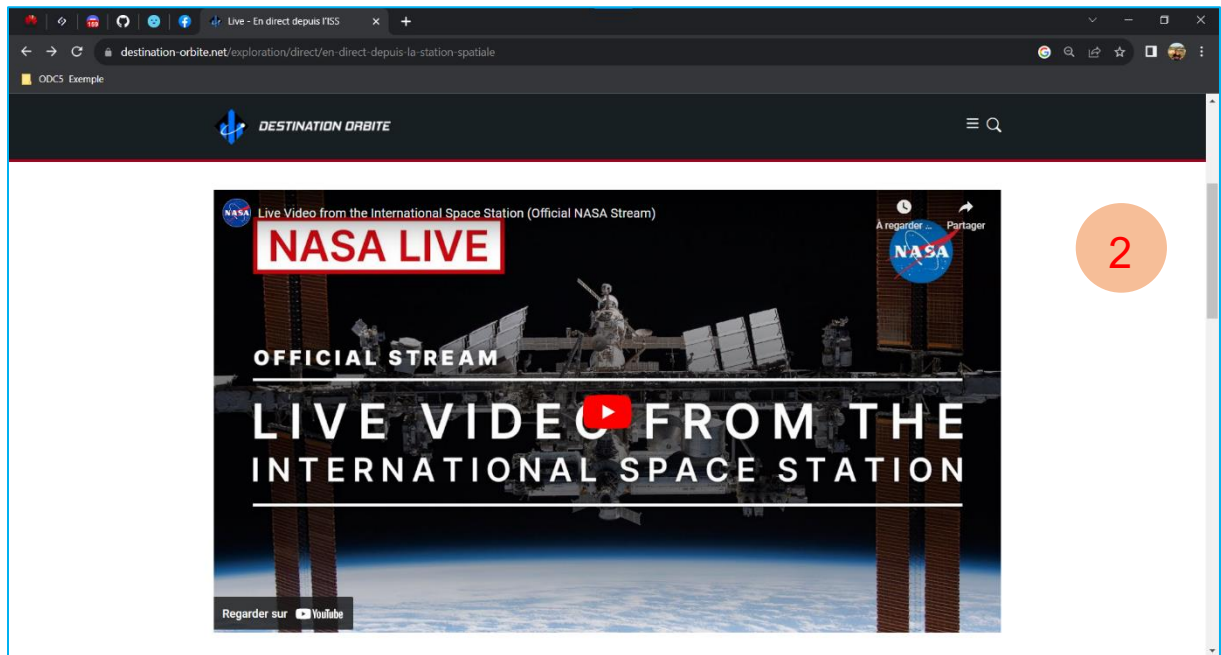 159
Live - En direct depuis l'ISS
destination-orbite.net/exploration/direct/en-direct-depuis-la-station-spatiale
ODC5 Exemple
DESTINATION ORBITE
NASA
Live Video from the International Space Station (Official NASA Stream)
À regarder ...
Partager
NASA LIVE
NASA
2
OFFICIAL STREAM
LIVE VIDEO FROM THE
INTERNATIONAL SPACE STATION
Regarder sur YouTube